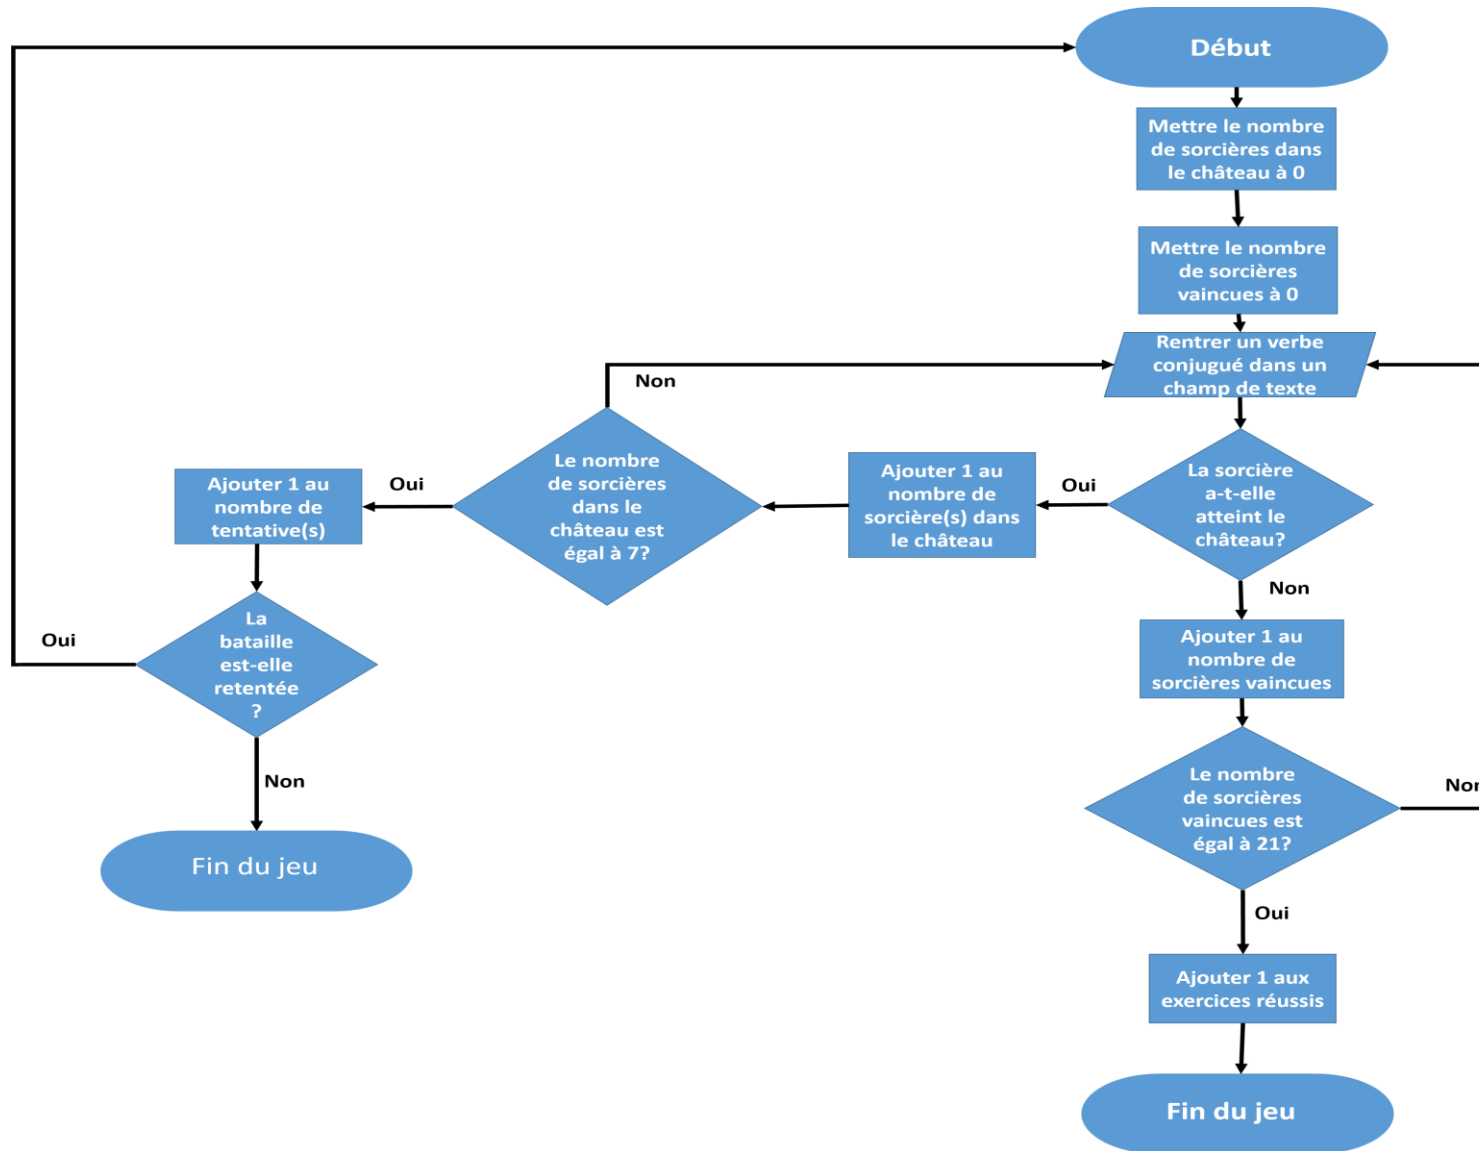 Début
Mettre le nombre
de sorcières dans
le château à 0
Mettre le nombre
de sorcières
vaincues à 0
Rentrer un verbe
conjugué dans un
champ de texte
Non
La sorcière
a-t-elle
atteint le
château?
Oui
Ajouter 1 au
nombre de
sorcière(s) dans
le château
Le nombre
de sorcières
dans le
château est
égal à 7?
Oui
Ajouter 1 au
nombre de
tentative(s)
La
bataille
est-elle
retentée
?
Oui
Non
Fin du jeu
Non
Ajouter 1 au
nombre de
sorcières vaincues
Le nombre
de sorcières
vaincues est
égal à 21?
Non
Oui
Ajouter 1 aux
exercices réussis
Fin du jeu